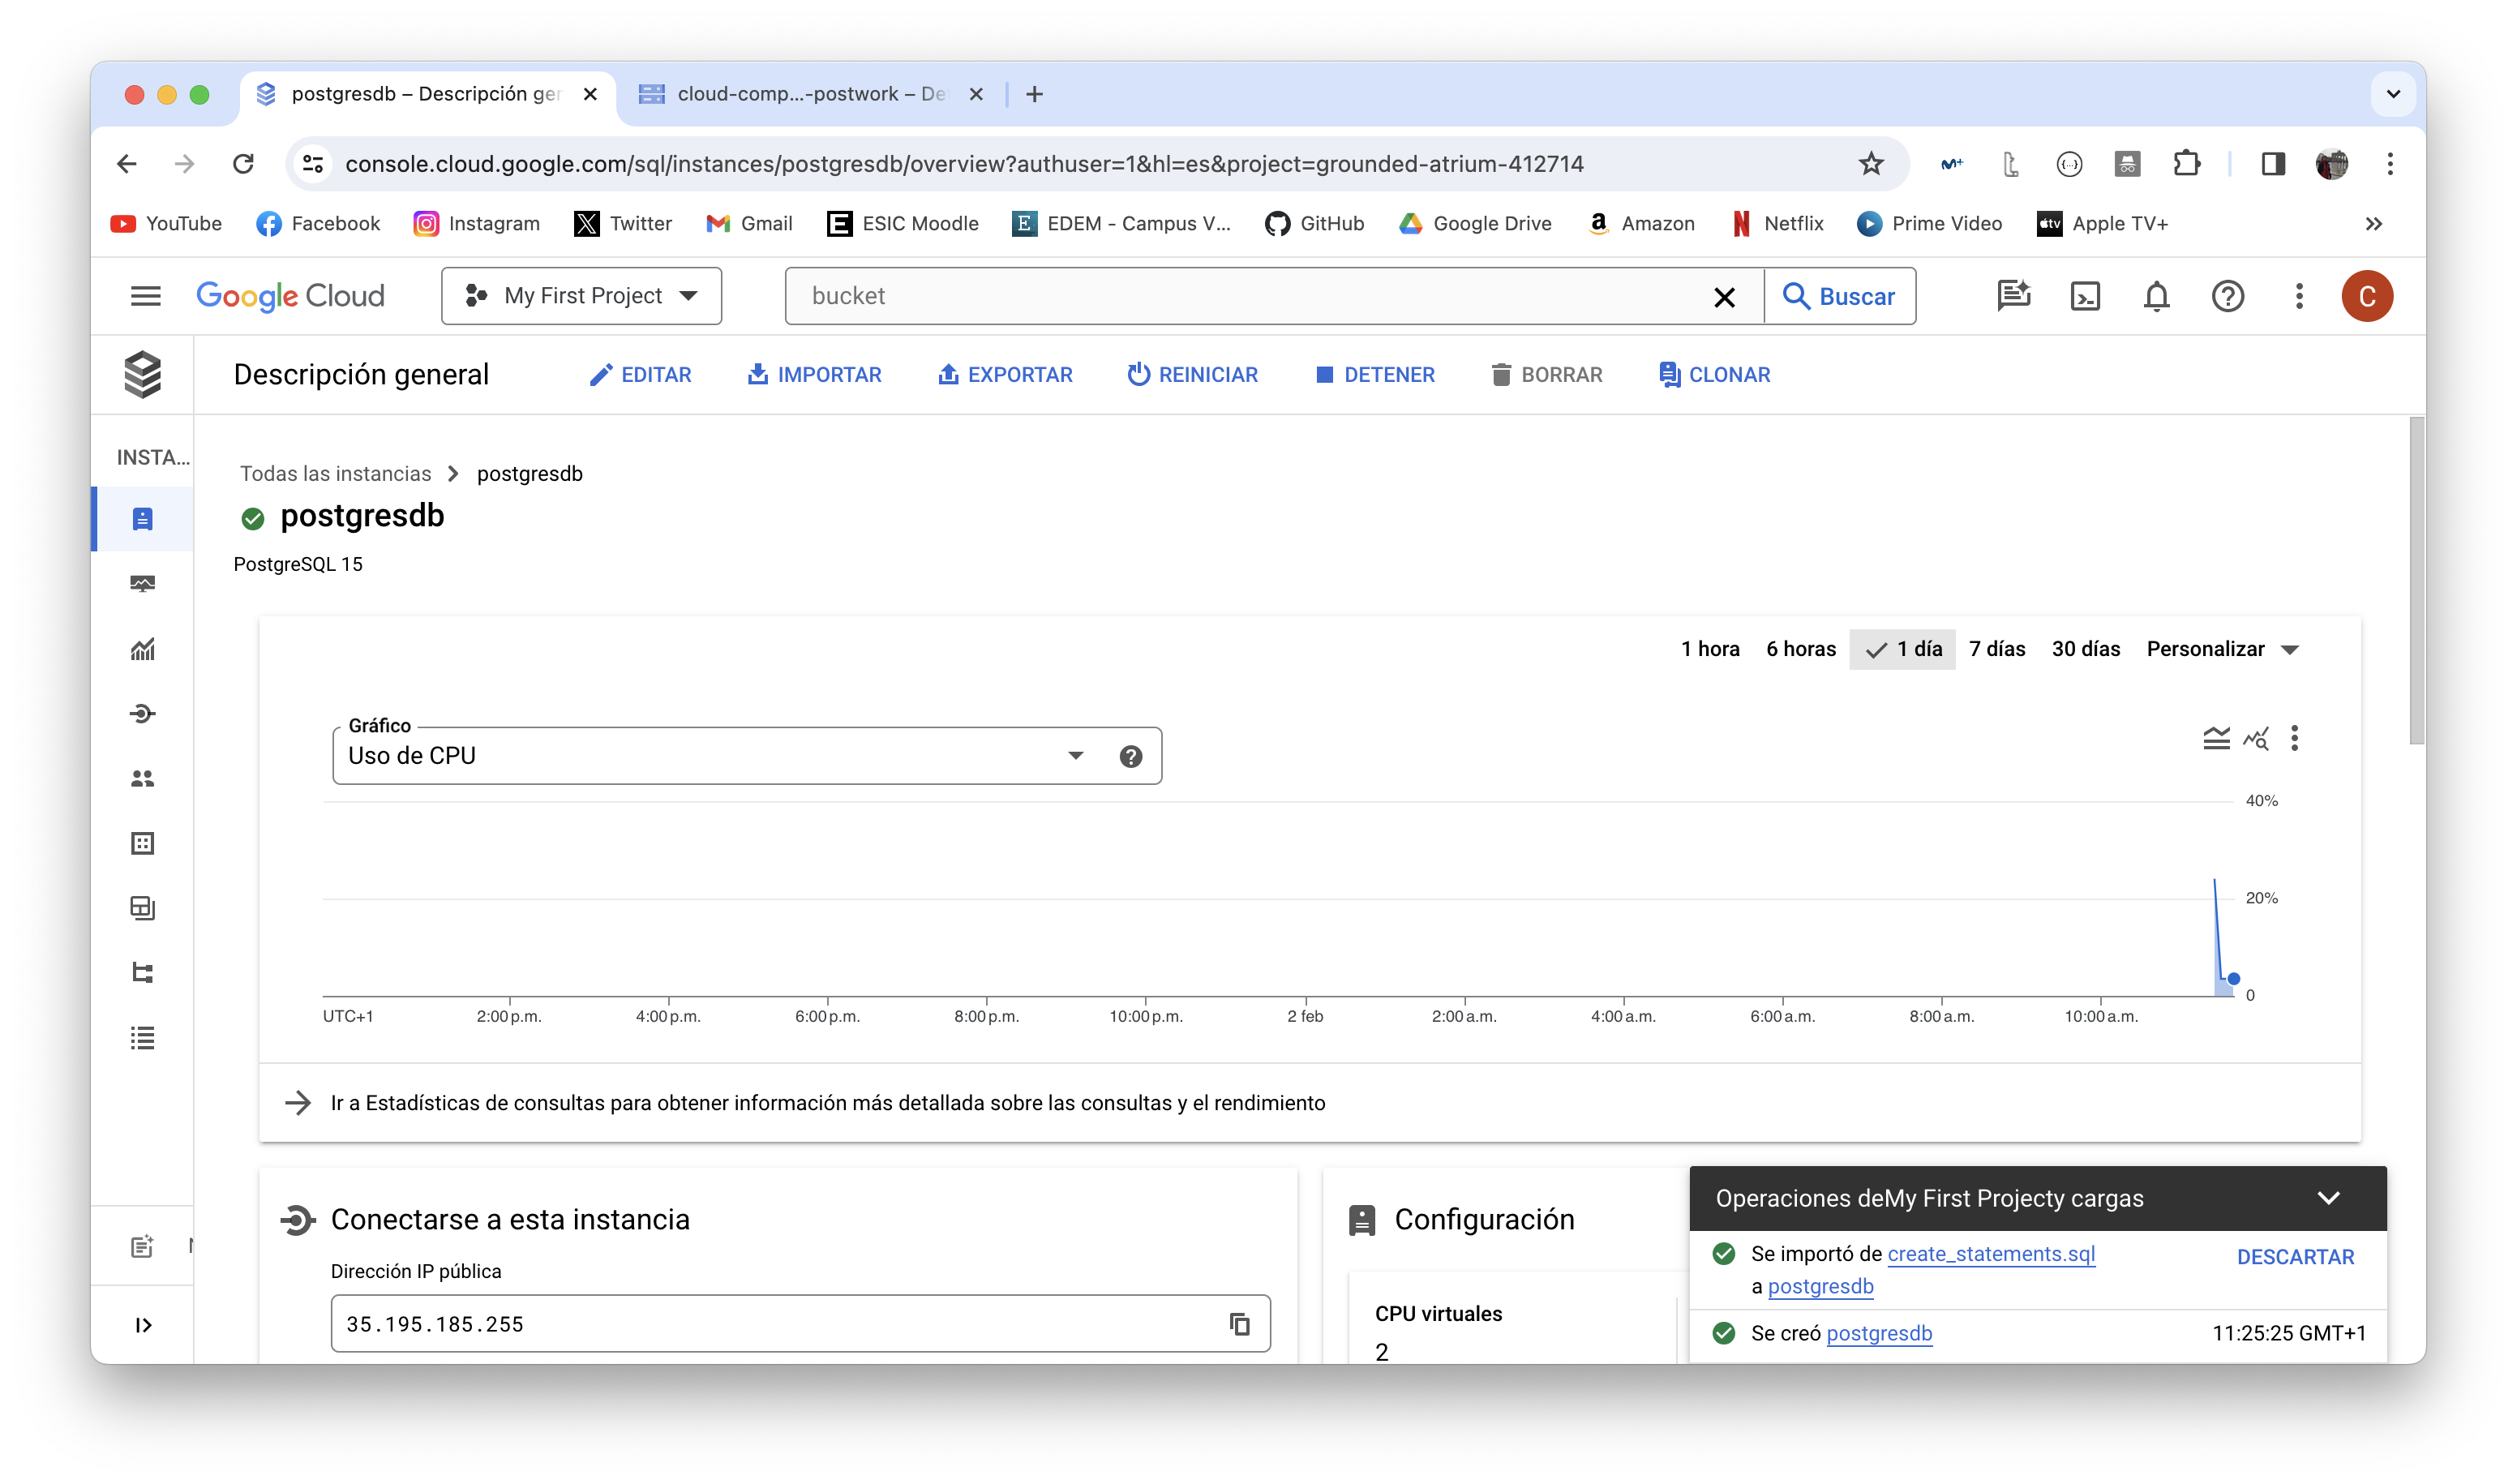 postgresdb – Descripción ger
cloud-comp...-postwork – De
console.cloud.google.com/sql/instances/postgresdb/overview?authuser=1&hl=es&project=grounded-atrium-412714
YouTube Facebook Instagram Twitter Gmail ESIC Moodle EDEM - Campus V... GitHub Google Drive Amazon Netflix Prime Video Apple TV+
Google Cloud My First Project bucket Buscar C
Descripción general EDITAR IMPORTAR EXPORTAR REINICIAR DETENER BORRAR CLONAR
INSTA...
Todas las instancias > postgresdb
postgresdb
PostgreSQL 15
1 hora 6 horas 1 día 7 días 30 días Personalizar
Gráfico
Uso de CPU
40%
20%
0
UTC+1 2:00 p.m. 4:00 p.m. 6:00 p.m. 8:00 p.m. 10:00 p.m. 2 feb 2:00 a.m. 4:00 a.m. 6:00 a.m. 8:00 a.m. 10:00 a.m.
Ir a Estadísticas de consultas para obtener información más detallada sobre las consultas y el rendimiento
Conectarse a esta instancia
Dirección IP pública
35.195.185.255
Configuración
CPU virtuales
2
Operaciones deMy First Projecty cargas
Se importó de create_statements.sql DESCARTAR
a postgresdb
Se creó postgresdb 11:25:25 GMT+1